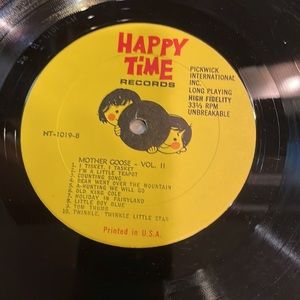 HAPPY
TIME
RECORDS
PICKWICK
INTERNATIONAL
INC.
LONG PLAYING
HIGH FIDELITY
33⅓ RPM
UNBREAKABLE
HT-1019-B
MOTHER GOOSE - VOL. II
1. I TISKET, I TASKET
2. I'M A LITTLE TEAPOT
3. COUNTING SONG
4. BEAR WENT OVER THE MOUNTAIN
5. A-HUNTING WE WILL GO
6. OLD KING COLE
7. HOLIDAY IN FAIRYLAND
8. LITTLE BOY BLUE
9. TOM THUMB
10. TWINKLE, TWINKLE LITTLE STAR
Printed in U.S.A.